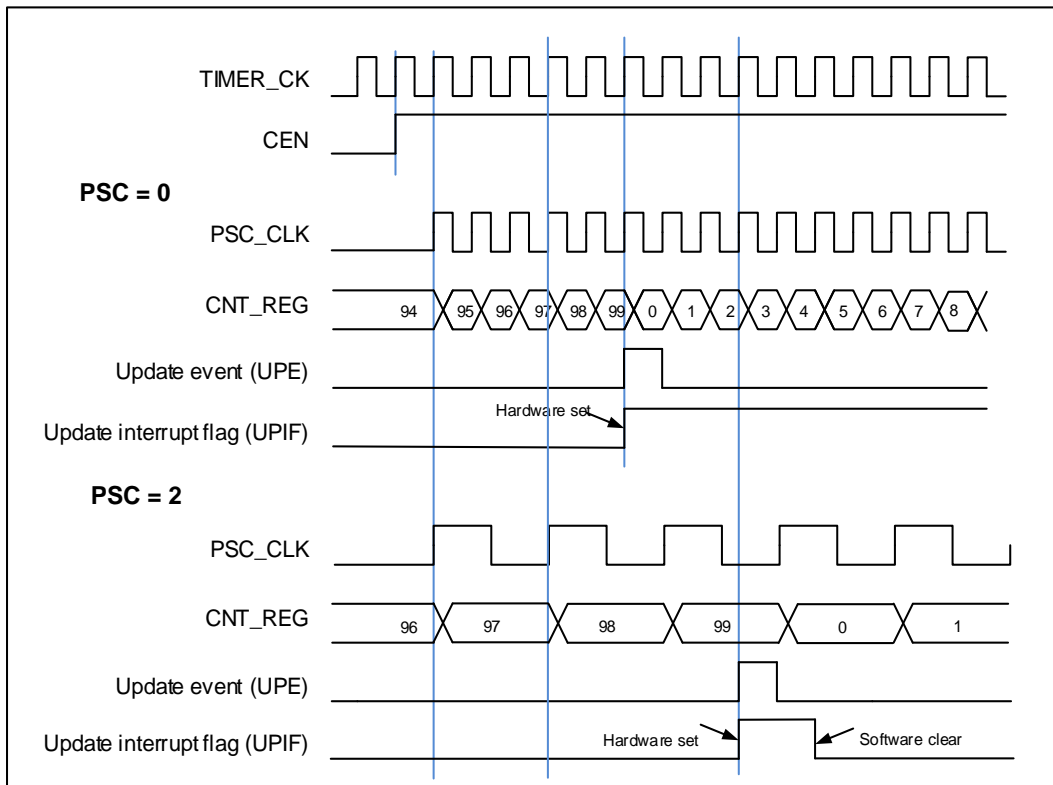 TIMER_CK
CEN
PSC = 0
PSC_CLK
CNT_REG 94 95 96 97 98 99 0 1 2 3 4 5 6 7 8
Update event (UPE)
Hardware set
Update interrupt flag (UPIF)
PSC = 2
PSC_CLK
CNT_REG 96 97 98 99 0 1
Update event (UPE)
Update interrupt flag (UPIF) Hardware set Software clear